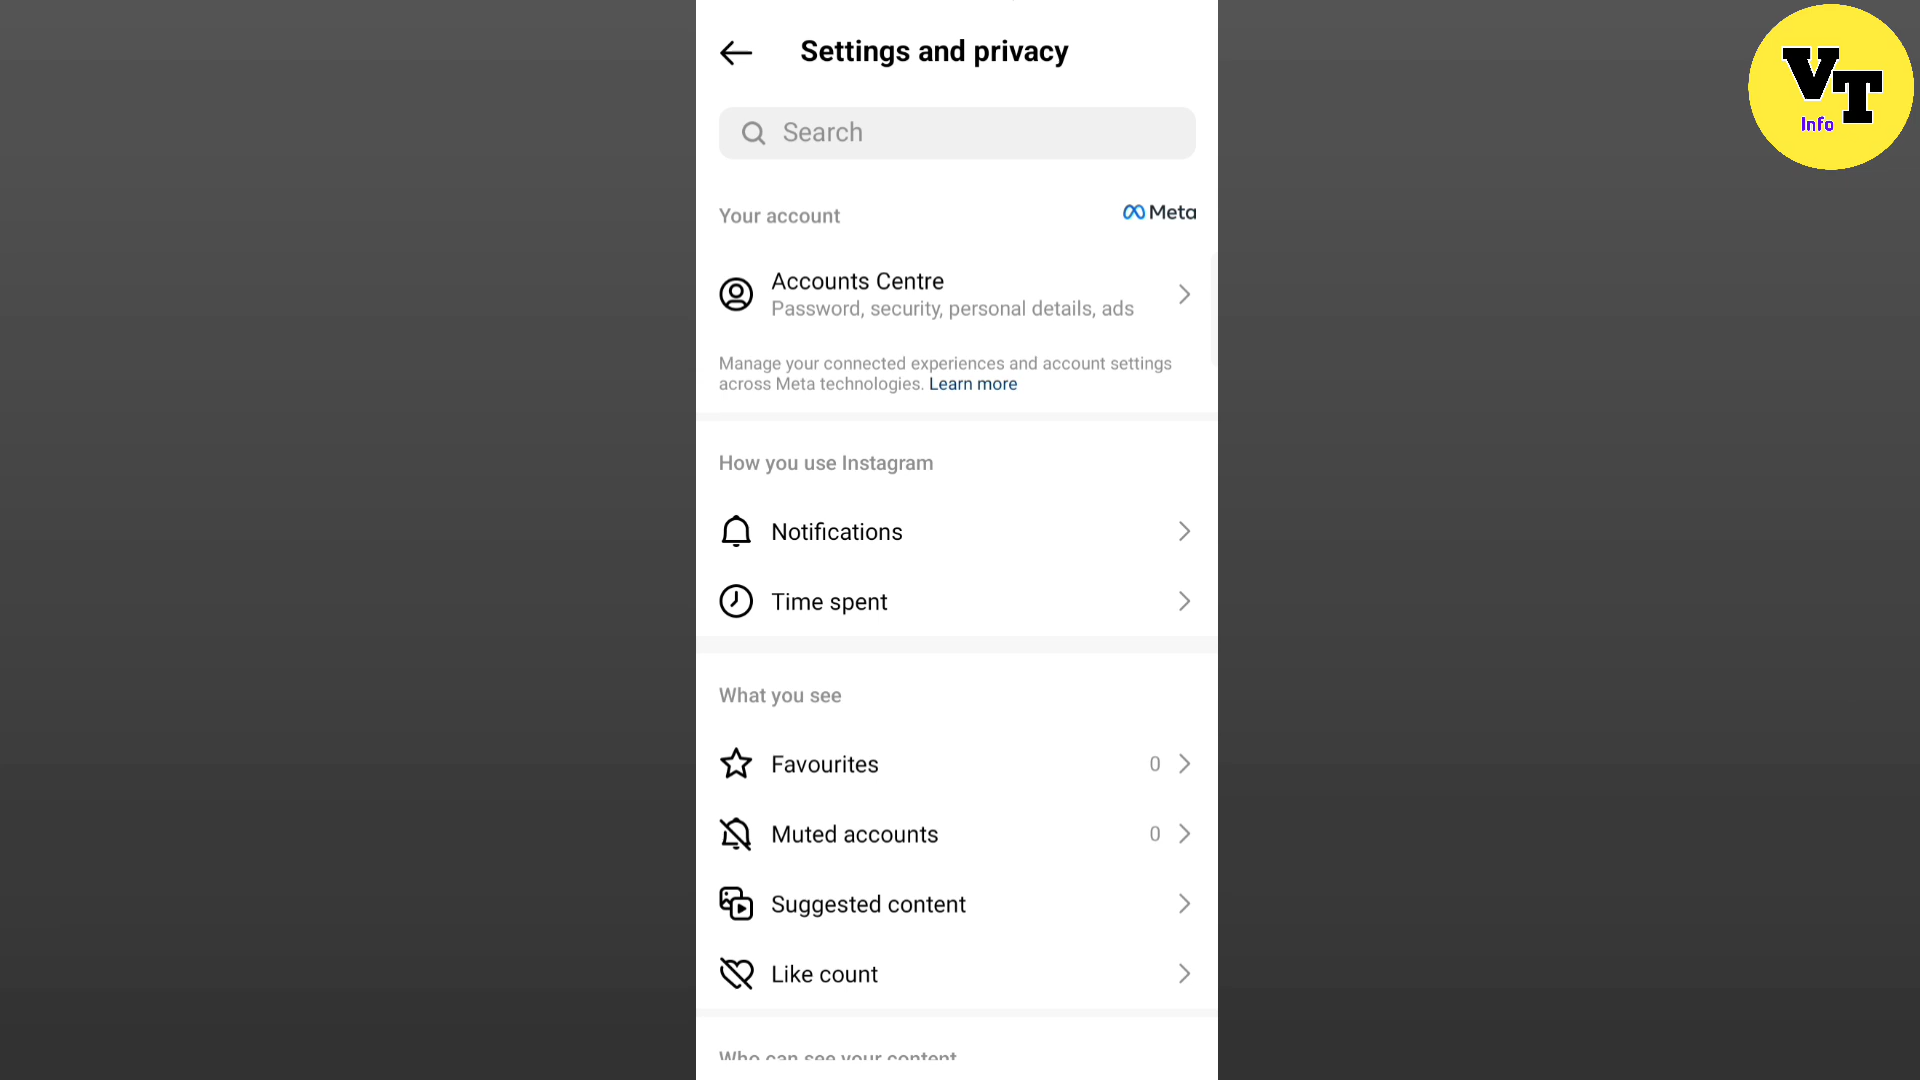 Settings and privacy
Search
Your account
Meta
Accounts Centre
Password, security, personal details, ads
Manage your connected experiences and account settings
across Meta technologies. Learn more
How you use Instagram
Notifications
Time spent
What you see
Favourites 0
Muted accounts 0
Suggested content
Like count
Who can see your content
VT
Info